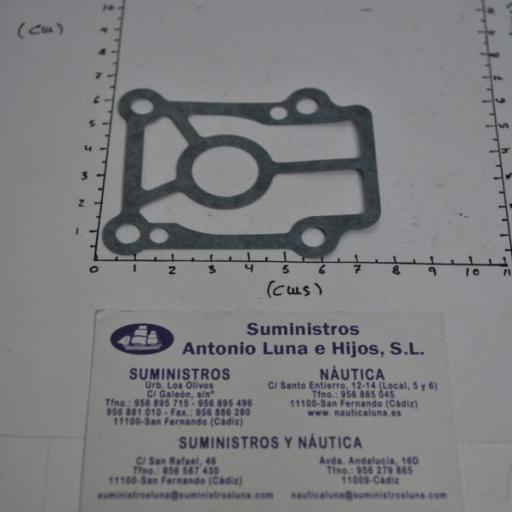 (cms)
10
9
8
7
6
5
4
3
2
1
0 1 2 3 4 5 6 7 8 9 10 11
(cms)
Suministros
Antonio Luna e Hijos, S.L.
SUMINISTROS
Urb. Los Olivos
C/ Galeón, s/nº
Tfno.: 956 895 715 - 956 895 496
956 881 010 - Fax.: 956 886 280
11100-San Fernando (Cádiz)
NÁUTICA
C/ Santo Entierro, 12-14 (Local, 5 y 6)
Tfno.: 956 885 045
11100-San Fernando (Cádiz)
www.nauticaluna.es
SUMINISTROS Y NÁUTICA
C/ San Rafael, 46
Tfno.: 856 587 430
11100-San Fernando (Cádiz)
suministrosluna@suministrosluna.com
Avda. Andalucía, 16D
Tfno.: 956 279 865
11009-Cádiz
nauticaluna@suministrosluna.com